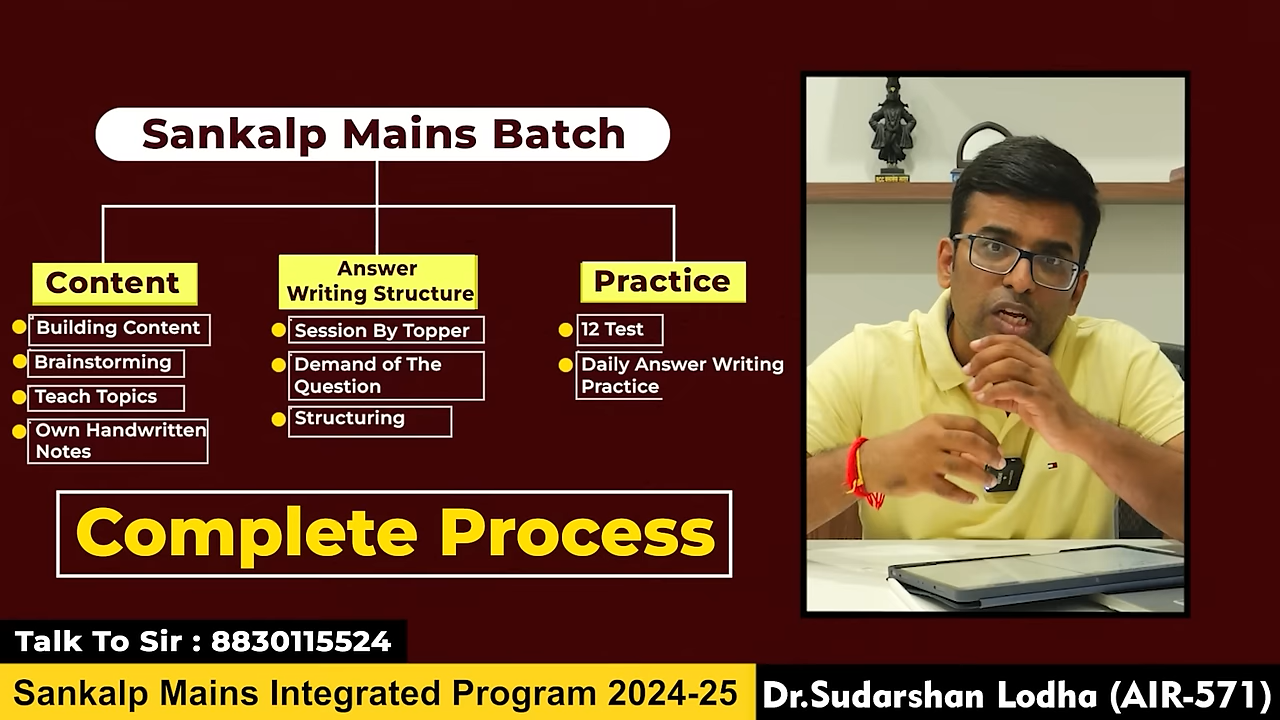 Sankalp Mains Batch
Content
Building Content
Brainstorming
Teach Topics
Own Handwritten
Notes
Answer
Writing Structure
Session By Topper
Demand of The
Question
Structuring
Practice
12 Test
Daily Answer Writing
Practice
Complete Process
Talk To Sir : 8830115524
Sankalp Mains Integrated Program 2024-25
Dr.Sudarshan Lodha (AIR-571)